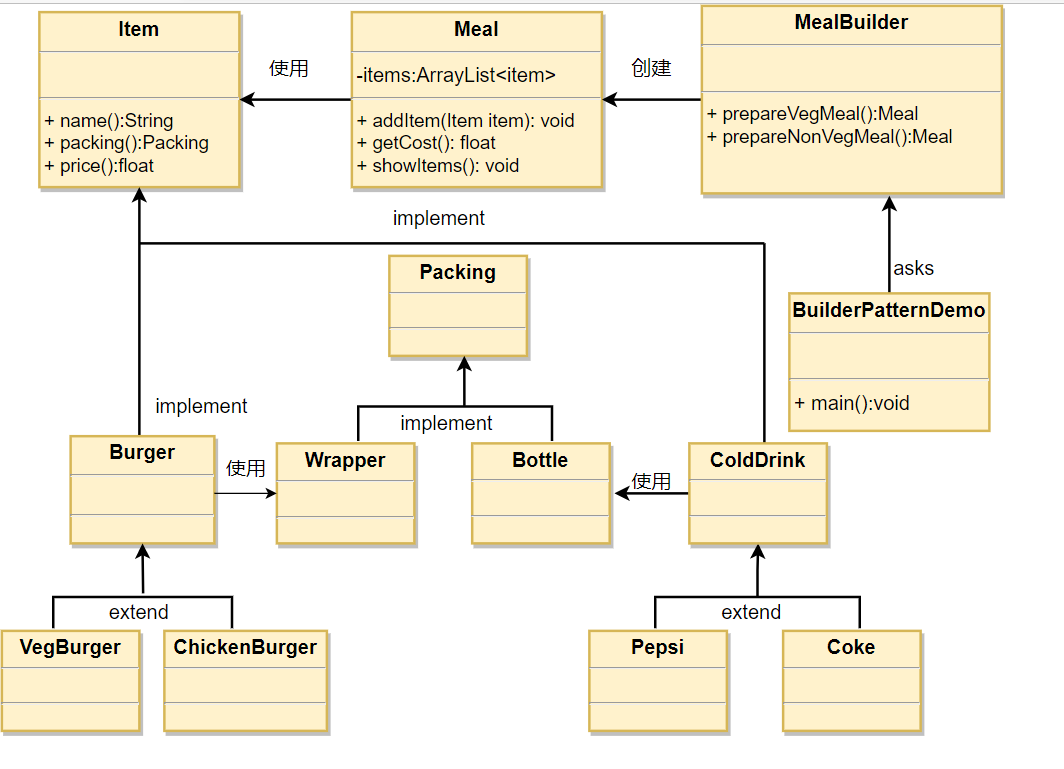 Item
+ name():String
+ packing():Packing
+ price():float
使用
Meal
-items:ArrayList<item>
+ addItem(Item item): void
+ getCost(): float
+ showItems(): void
创建
MealBuilder
+ prepareVegMeal():Meal
+ prepareNonVegMeal():Meal
implement
asks
Packing
BuilderPatternDemo
+ main():void
implement
implement
Burger
使用
Wrapper
Bottle
使用
ColdDrink
extend
extend
VegBurger
ChickenBurger
Pepsi
Coke